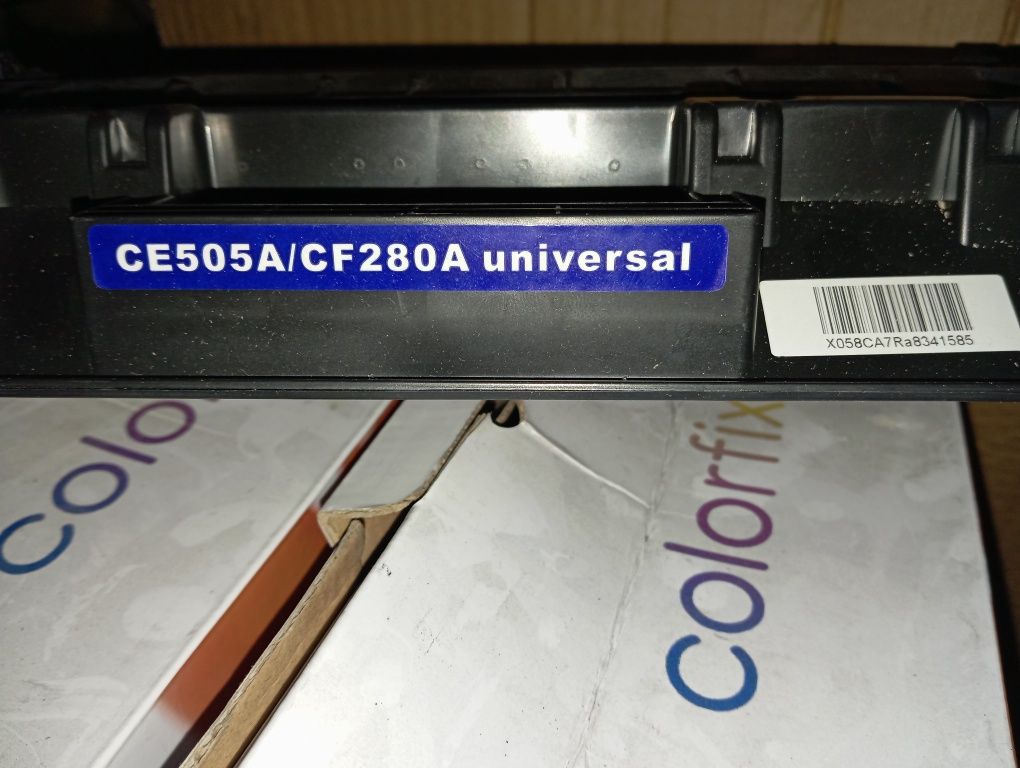 CE505A/CF280A universal
X058CA7Ra8341585
colo
colorfix